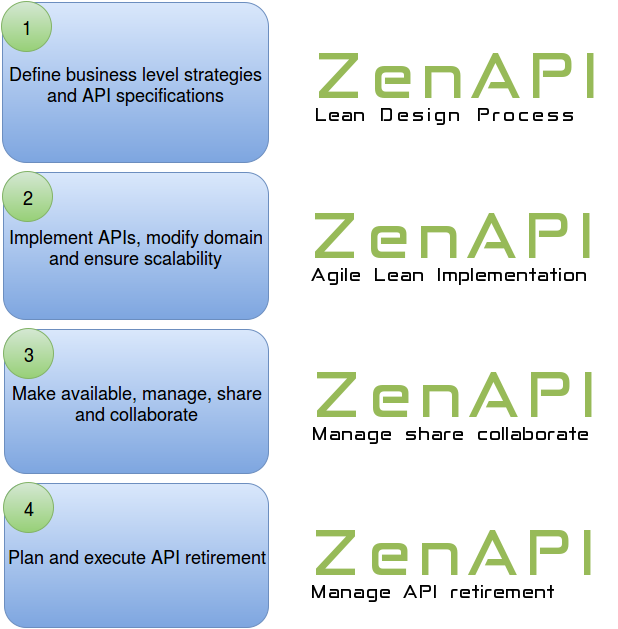 1
Define business level strategies
and API specifications
ZenAPI
Lean Design Process
2
Implement APIs, modify domain
and ensure scalability
ZenAPI
Agile Lean Implementation
3
Make available, manage, share
and collaborate
ZenAPI
Manage share collaborate
4
Plan and execute API retirement
ZenAPI
Manage API retirement